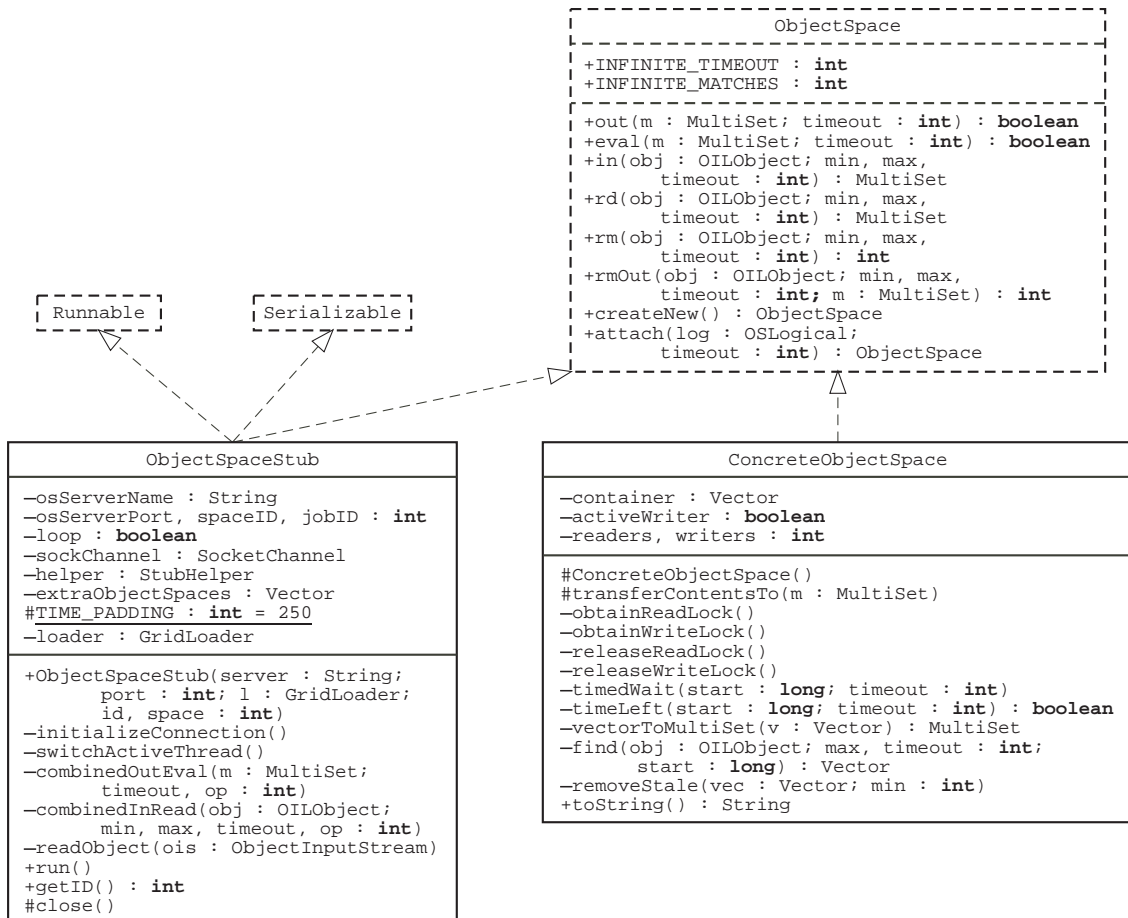 ObjectSpace
+INFINITE_TIMEOUT : int
+INFINITE_MATCHES : int
+out(m : MultiSet; timeout : int) : boolean
+eval(m : MultiSet; timeout : int) : boolean
+in(obj : OILObject; min, max,
timeout : int) : MultiSet
+rd(obj : OILObject; min, max,
timeout : int) : MultiSet
+rm(obj : OILObject; min, max,
timeout : int) : int
+rmOut(obj : OILObject; min, max,
timeout : int; m : MultiSet) : int
+createNew() : ObjectSpace
+attach(log : OSLogical;
timeout : int) : ObjectSpace
Runnable
Serializable
ObjectSpaceStub
—osServerName : String
—osServerPort, spaceID, jobID : int
—loop : boolean
—sockChannel : SocketChannel
—helper : StubHelper
—extraObjectSpaces : Vector
#TIME_PADDING : int = 250
—loader : GridLoader
+ObjectSpaceStub(server : String;
port : int; l : GridLoader;
id, space : int)
—initializeConnection()
—switchActiveThread()
—combinedOutEval(m : MultiSet;
timeout, op : int)
—combinedInRead(obj : OILObject;
min, max, timeout, op : int)
—readObject(ois : ObjectInputStream)
+run()
+getID() : int
#close()
ConcreteObjectSpace
—container : Vector
—activeWriter : boolean
—readers, writers : int
#ConcreteObjectSpace()
#transferContentsTo(m : MultiSet)
—obtainReadLock()
—obtainWriteLock()
—releaseReadLock()
—releaseWriteLock()
—timedWait(start : long; timeout : int)
—timeLeft(start : long; timeout : int) : boolean
—vectorToMultiSet(v : Vector) : MultiSet
—find(obj : OILObject; max, timeout : int;
start : long) : Vector
—removeStale(vec : Vector; min : int)
+toString() : String